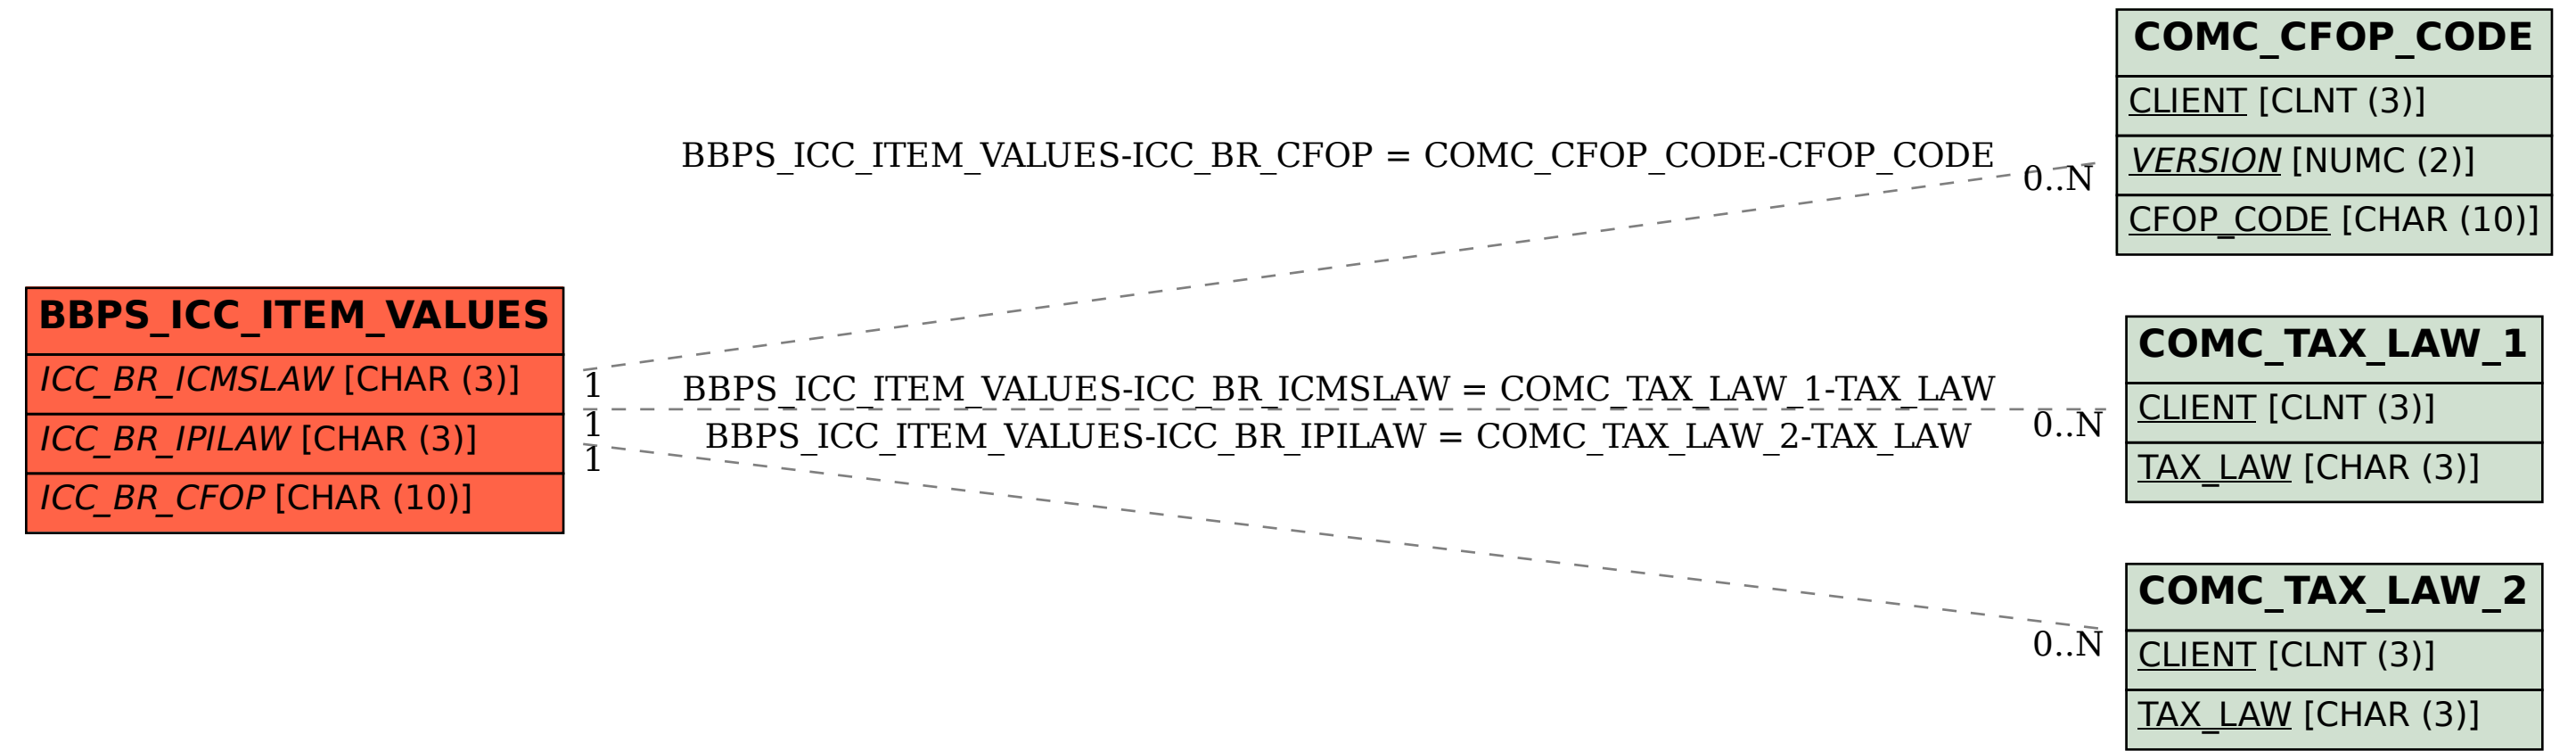 BBPS_ICC_ITEM_VALUES
ICC_BR_ICMSLAW [CHAR (3)]
ICC_BR_IPILAW [CHAR (3)]
ICC_BR_CFOP [CHAR (10)]
BBPS_ICC_ITEM_VALUES-ICC_BR_CFOP = COMC_CFOP_CODE-CFOP_CODE
0..N
1
BBPS_ICC_ITEM_VALUES-ICC_BR_ICMSLAW = COMC_TAX_LAW_1-TAX_LAW
0..N
1
BBPS_ICC_ITEM_VALUES-ICC_BR_IPILAW = COMC_TAX_LAW_2-TAX_LAW
0..N
1
COMC_CFOP_CODE
CLIENT [CLNT (3)]
VERSION [NUMC (2)]
CFOP_CODE [CHAR (10)]
COMC_TAX_LAW_1
CLIENT [CLNT (3)]
TAX_LAW [CHAR (3)]
COMC_TAX_LAW_2
CLIENT [CLNT (3)]
TAX_LAW [CHAR (3)]